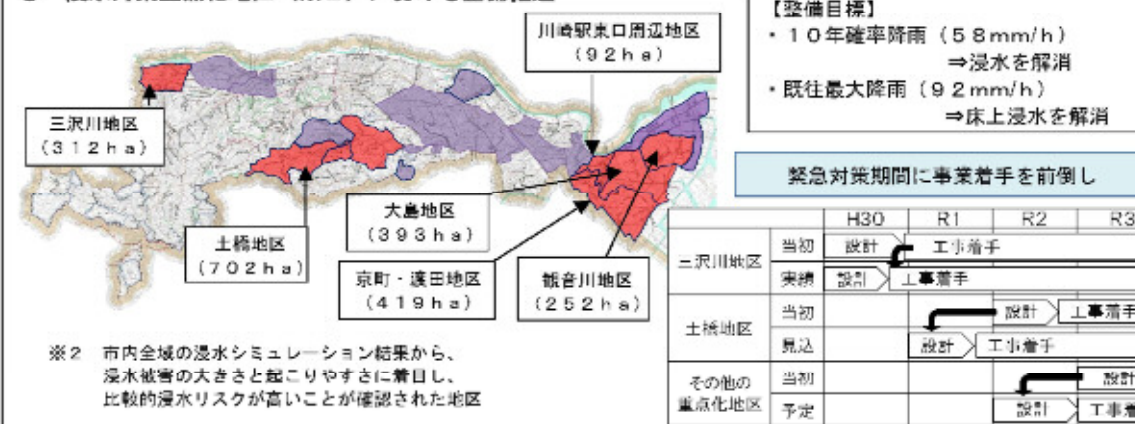 川崎駅東口周辺地区
（９２ｈａ）
三沢川地区
（３１２ｈａ）
土橋地区
（７０２ｈａ）
大島地区
（３９３ｈａ）
京町・渡田地区
（４１９ｈａ）
観音川地区
（２５２ｈａ）
※２　市内全域の浸水シミュレーション結果から、
浸水被害の大きさと起こりやすさに着目し、
比較的浸水リスクが高いことが確認された地区
【整備目標】
・１０年確率降雨（５８mm/h）
⇒浸水を解消
・既往最大降雨（９２mm/h）
⇒床上浸水を解消
緊急対策期間に事業着手を前倒し
H30 R1 R2 R3
三沢川地区 当初 設計 工事着手
実績 設計 工事着手
土橋地区 当初 設計 工事着手
見込 設計 工事着手
その他の重点化地区 当初 設計
予定 設計 工事着